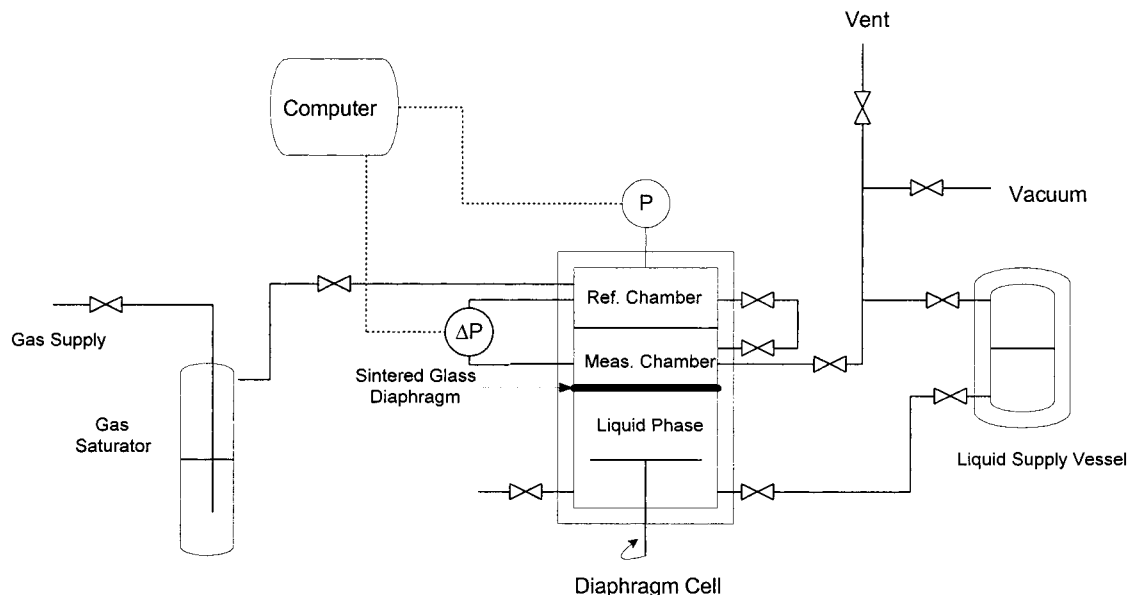 Vent
Computer
P
Vacuum
Ref. Chamber
Gas Supply
ΔP
Meas. Chamber
Sintered Glass
Diaphragm
Gas
Saturator
Liquid Phase
Liquid Supply Vessel
Diaphragm Cell